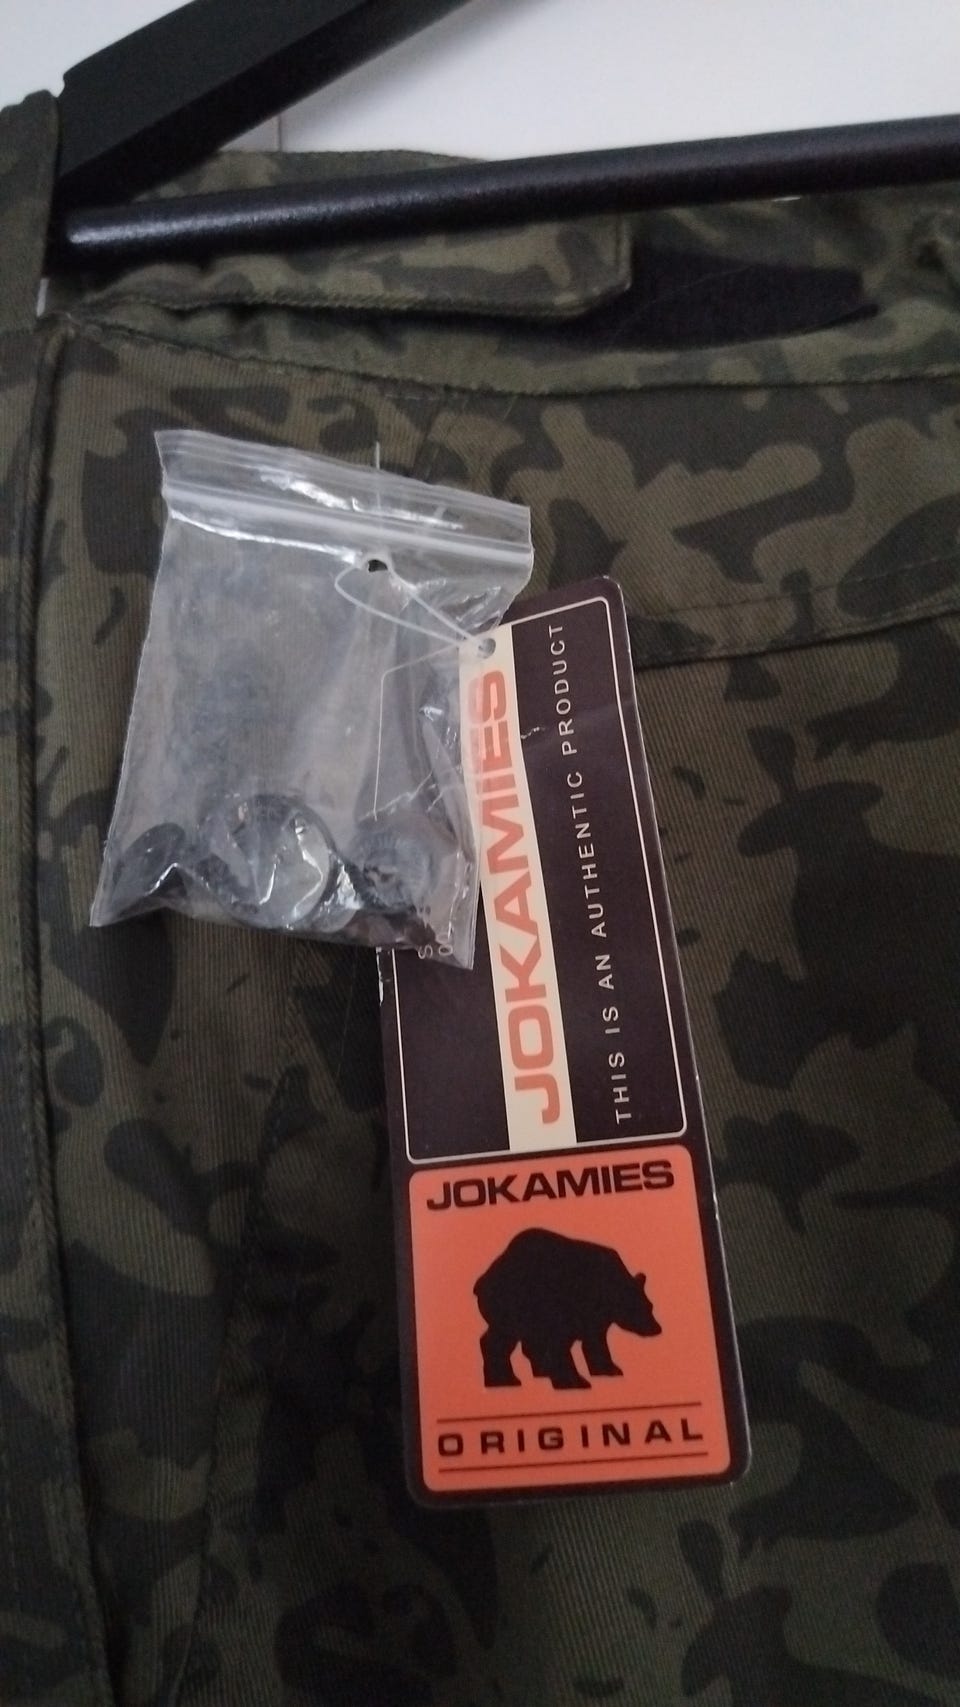 JOKAMIES
THIS IS AN AUTHENTIC PRODUCT
JOKAMIES
ORIGINAL